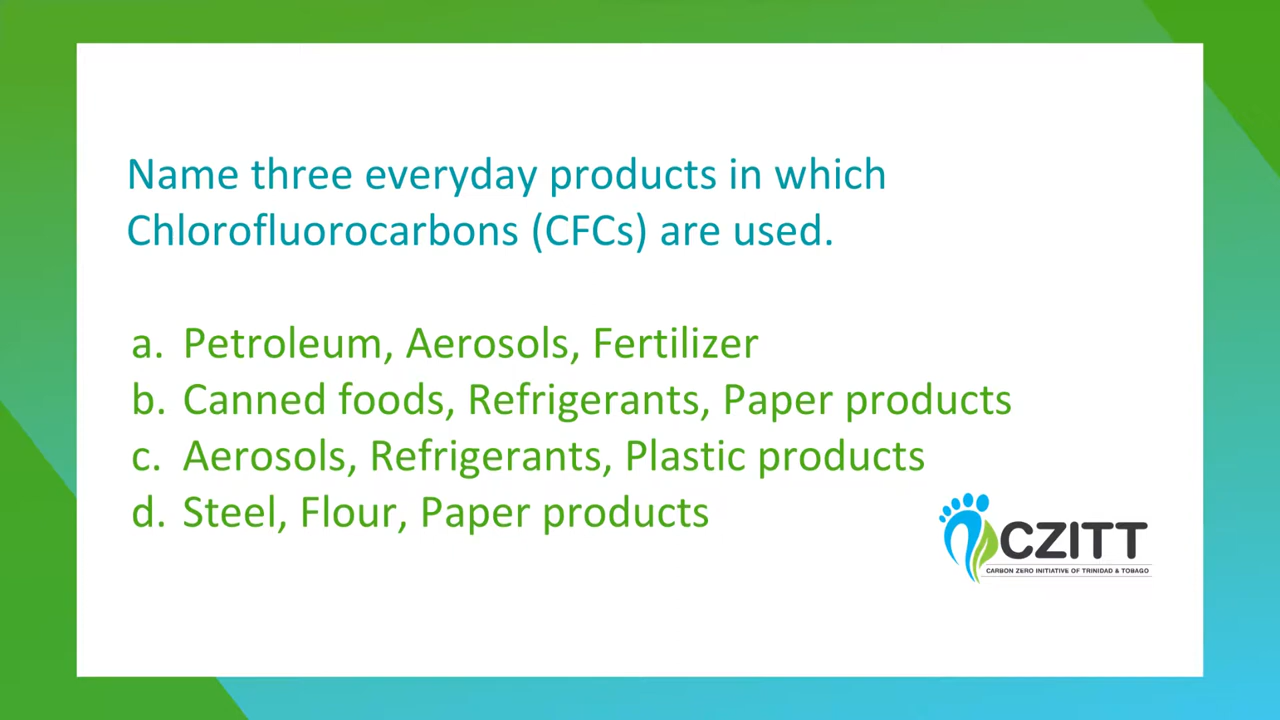 Name three everyday products in which
Chlorofluorocarbons (CFCs) are used.
a. Petroleum, Aerosols, Fertilizer
b. Canned foods, Refrigerants, Paper products
c. Aerosols, Refrigerants, Plastic products
d. Steel, Flour, Paper products
CZITT
CARBON ZERO INITIATIVE OF TRINIDAD & TOBAGO